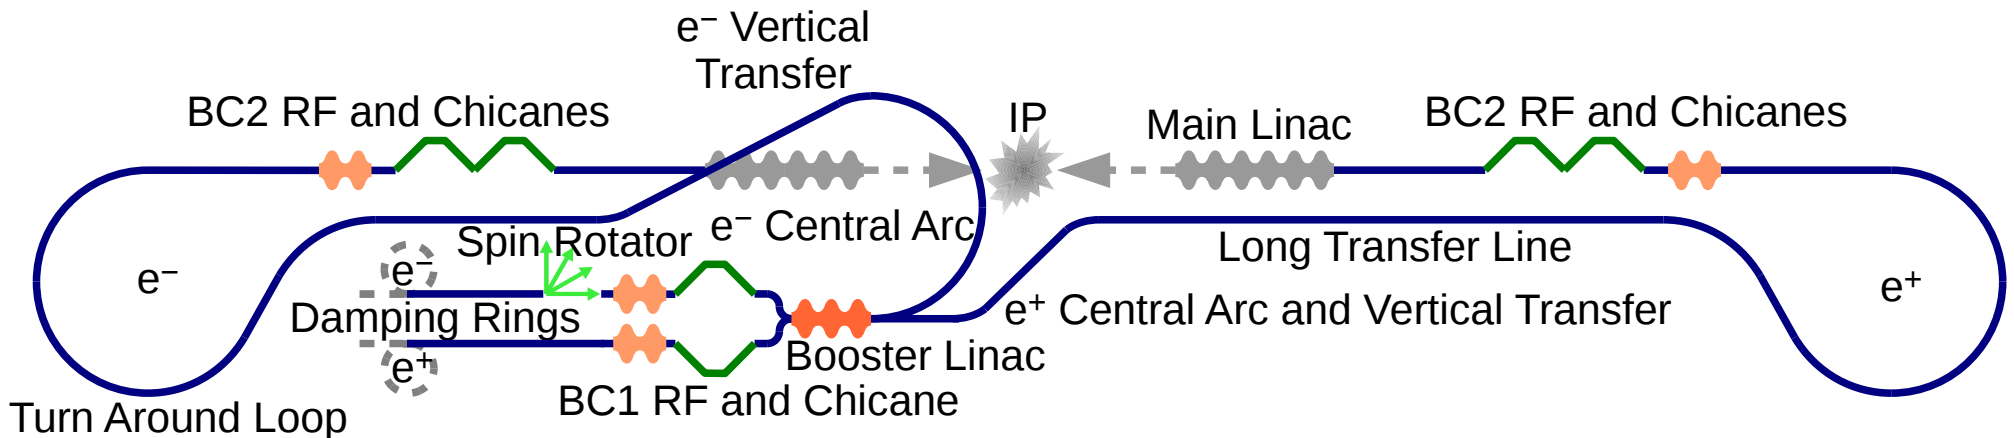 e⁻ Vertical
Transfer
BC2 RF and Chicanes
IP
Main Linac
BC2 RF and Chicanes
e⁻ Central Arc
Spin Rotator
Long Transfer Line
e⁻
e⁻
e⁺
Damping Rings
e⁺ Central Arc and Vertical Transfer
e⁺
Booster Linac
BC1 RF and Chicane
Turn Around Loop